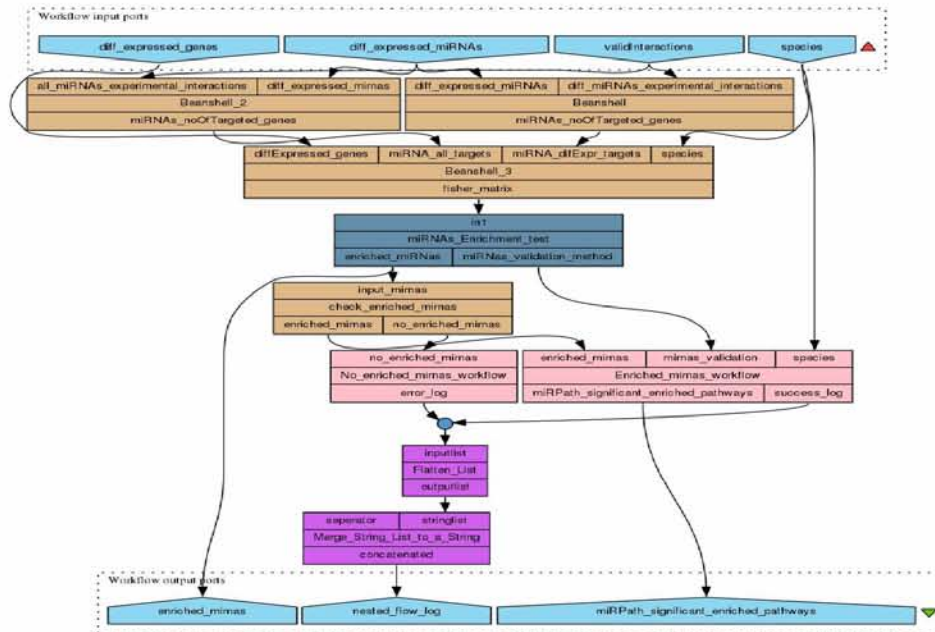 Workflow input ports
diff_expressed_genes diff_expressed_miRNAs validInteractions species
all_miRNAs_experimental_interactions diff_expressed_mirnas diff_expressed_miRNAs diff_miRNAs_experimental_interactions
Beanshell_2 Beanshell
miRNAs_noOfTargeted_genes miRNAs_noOfTargeted_genes
diffExpressed_genes miRNA_all_targets miRNA_difExpr_targets species
Beanshell_3
fisher_matrix
in1
miRNAs_Enrichment_test
enriched_miRNas miRNas_validation_method
input_mirnas
check_enriched_mirnas
enriched_mirnas no_enriched_mirnas
no_enriched_mirnas enriched_mirnas mirnas_validation species
No_enriched_mirnas_workflow Enriched_mirnas_workflow
error_log miRPath_significant_enriched_pathways success_log
inputlist
Flatten_List
outputlist
seperator stringlist
Merge_String_List_to_a_String
concatenated
Workflow output ports
enriched_mirnas nested_flow_log miRPath_significant_enriched_pathways